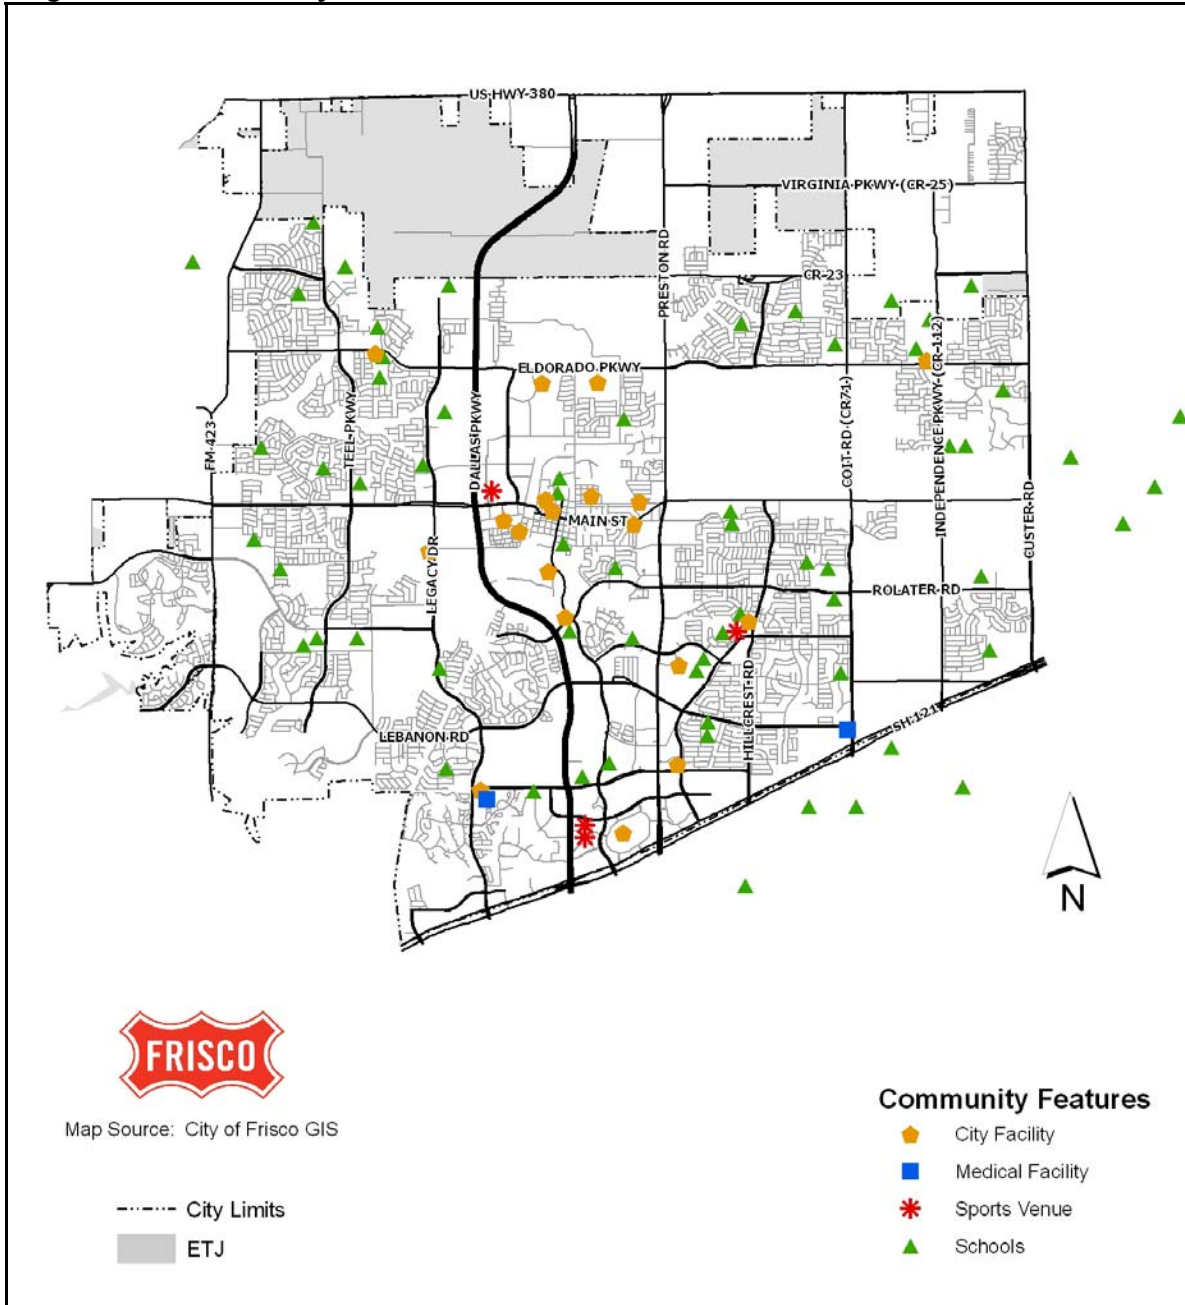 US HWY-380
VIRGINIA PKWY (CR-25)
PRESTON RD
CR-23
ELDORADO PKWY
INDEPENDENCE PKWY (CR-112)
COIT RD (CR71)
DALLAS PKWY
TEEL PKWY
FM 423
MAIN ST
CUSTER RD
LEGACY DR
ROLATER RD
HILLCREST RD
SH 121
LEBANON RD
N
FRISCO
Map Source: City of Frisco GIS
City Limits
ETJ
Community Features
City Facility
Medical Facility
Sports Venue
Schools